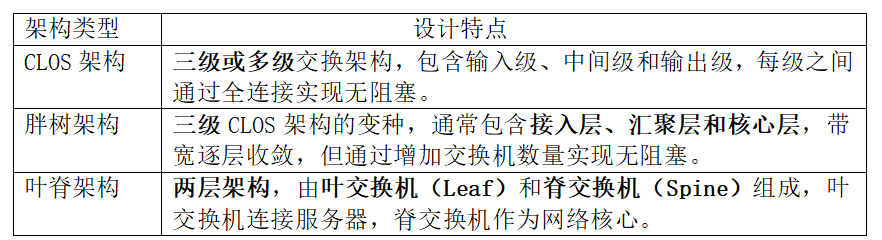 架构类型 设计特点
CLOS 架构 三级或多级交换架构，包含输入级、中间级和输出级，每级之间
通过全连接实现无阻塞。
胖树架构 三级 CLOS 架构的变种，通常包含接入层、汇聚层和核心层，带
宽逐层收敛，但通过增加交换机数量实现无阻塞。
叶脊架构 两层架构，由叶交换机（Leaf）和脊交换机（Spine）组成，叶
交换机连接服务器，脊交换机作为网络核心。